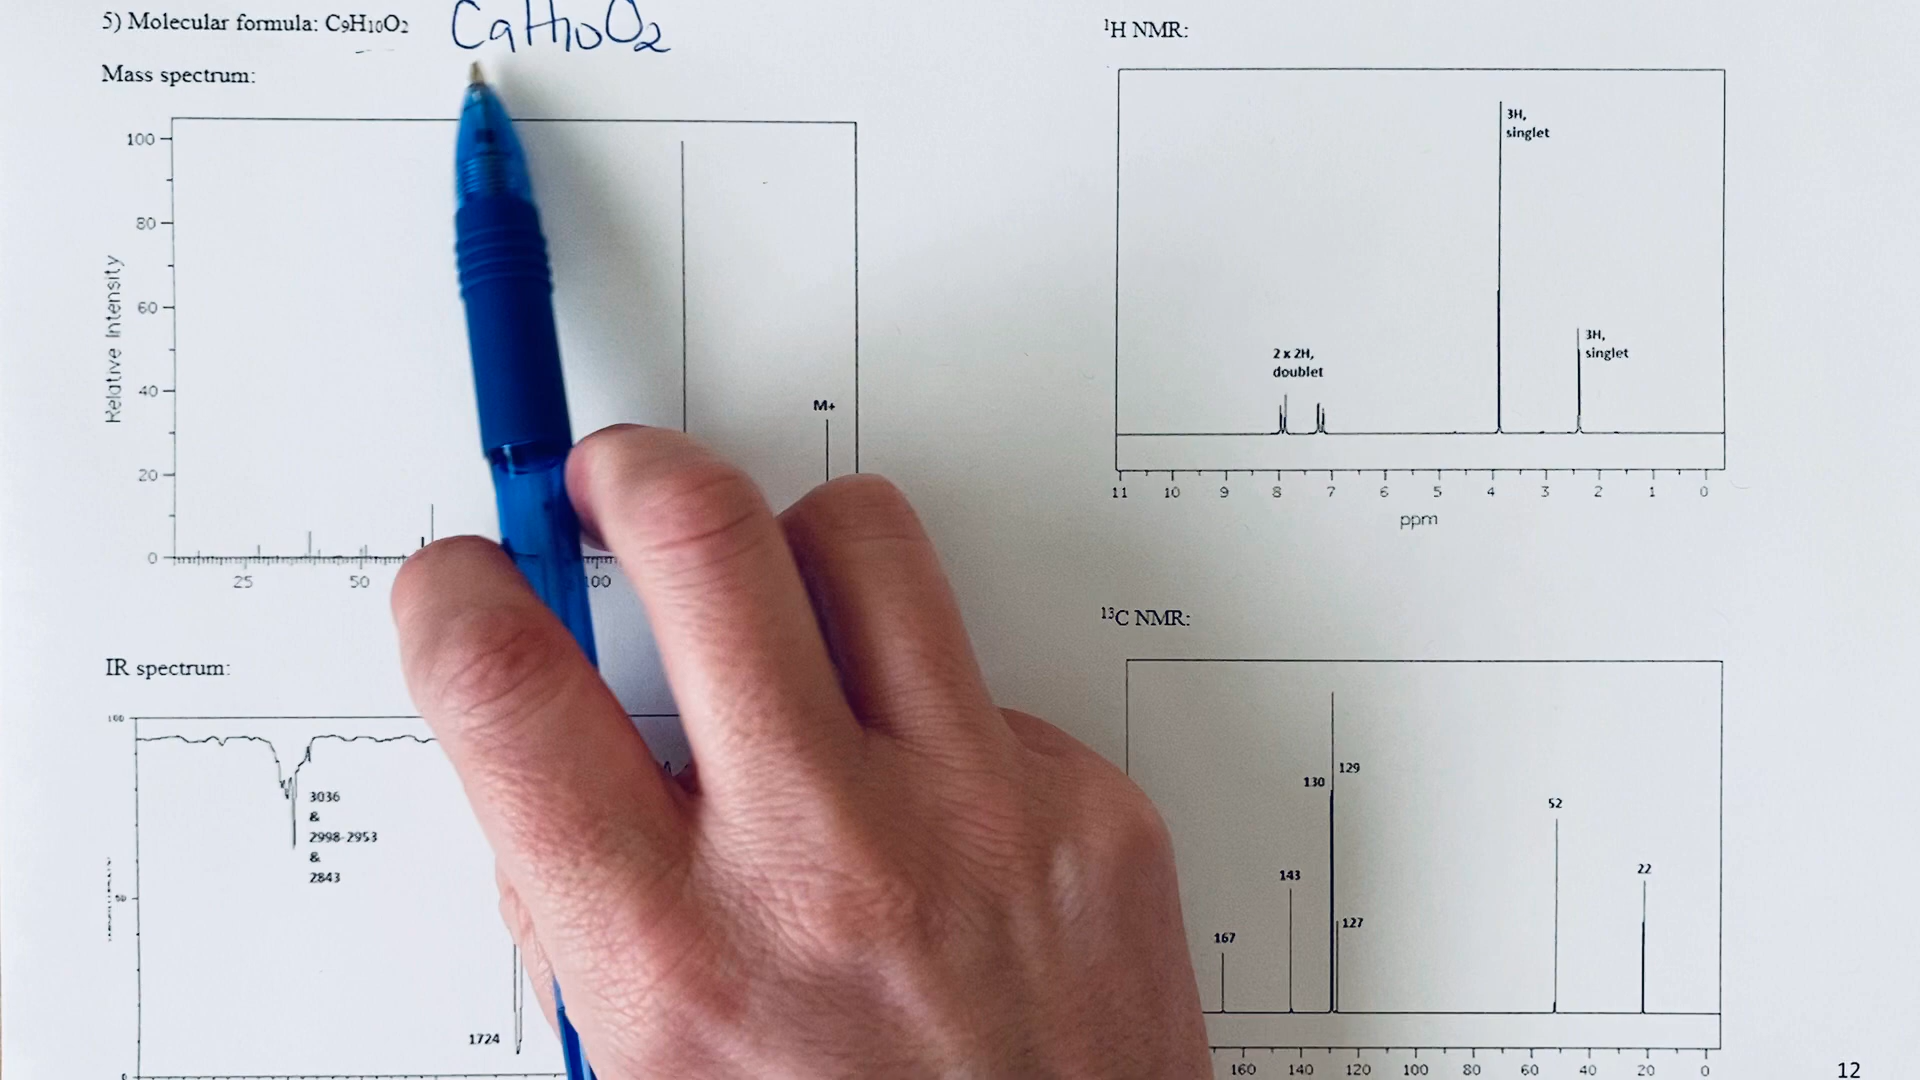 5) Molecular formula: C₉H₁₀O₂ C₉H₁₀O₂
Mass spectrum:
100
80
60
40
20
0
Relative Intensity
M+
25 50 100
IR spectrum:
100
50
0
3036
&
2998-2953
&
2843
1724
¹H NMR:
3H,
singlet
2 x 2H,
doublet
3H,
singlet
11 10 9 8 7 6 5 4 3 2 1 0
ppm
¹³C NMR:
167
143
130
129
127
52
22
160 140 120 100 80 60 40 20 0
12